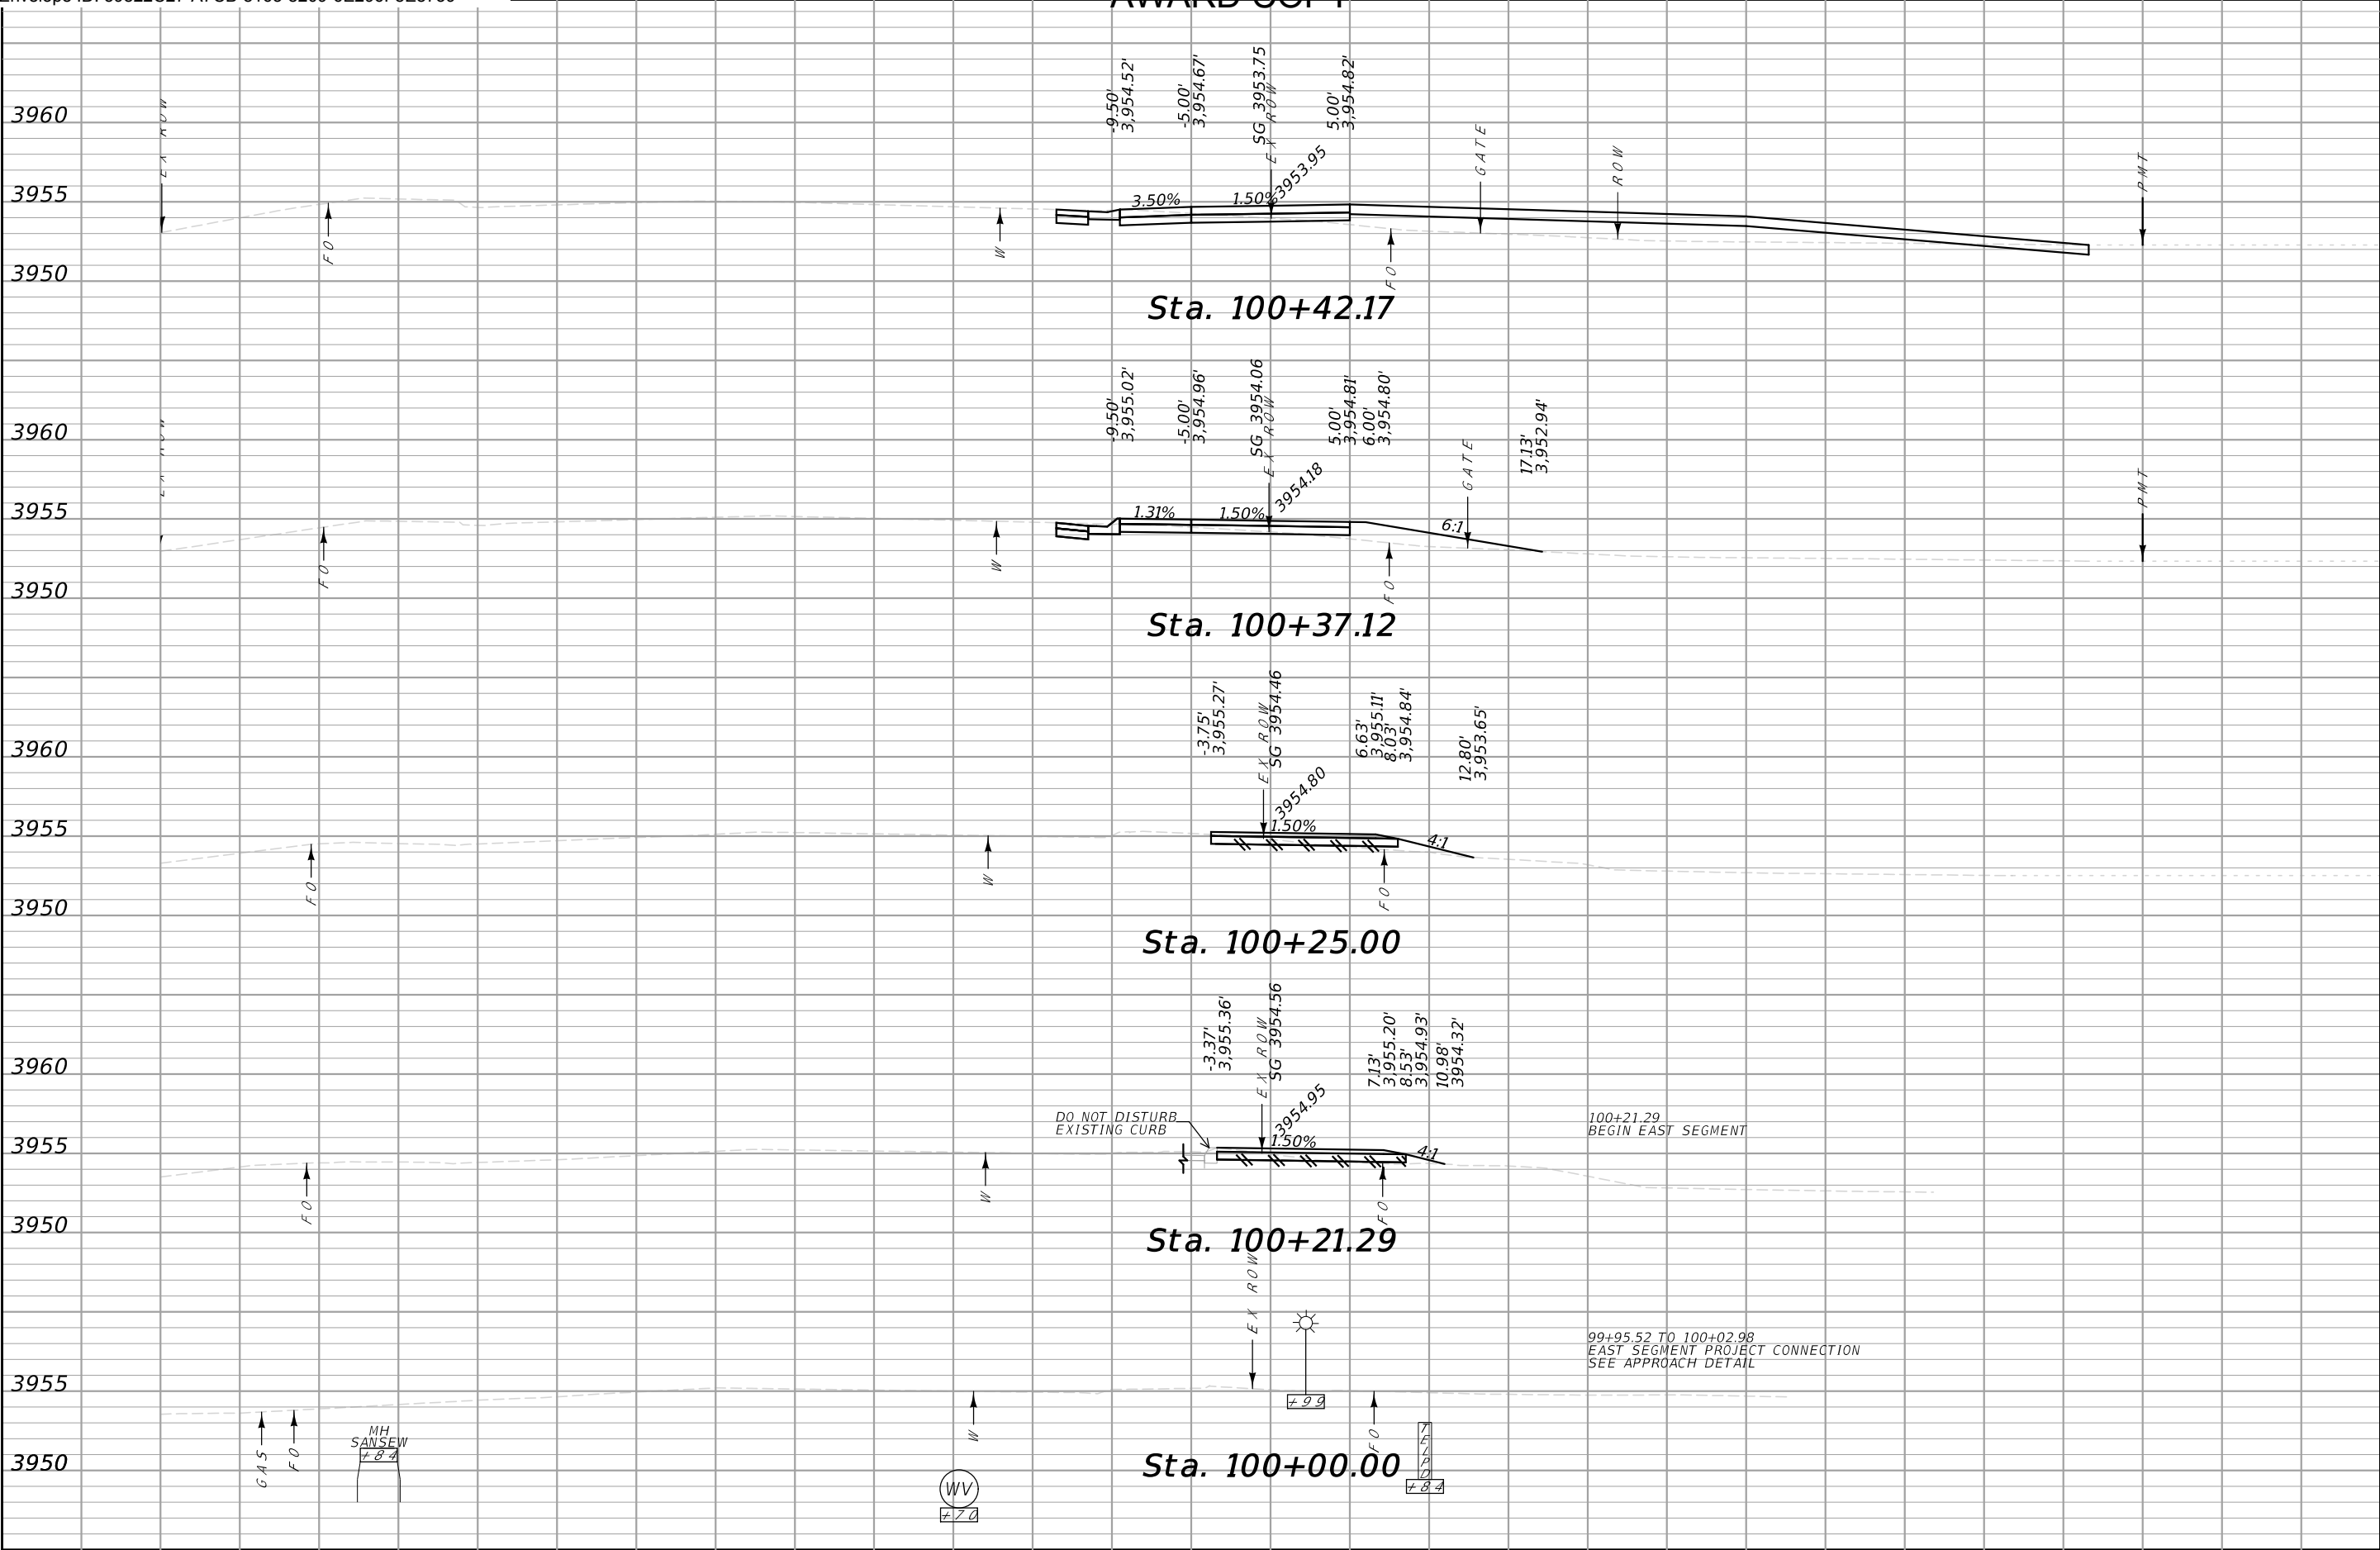 AWARD COPY
-9.50'
3,954.52'
-5.00'
3,954.67'
SG 3953.75
EX ROW
5.00'
3,954.82'
3953.95
GATE
ROW
PMT
EX ROW
3960
3955
3950
3.50%
1.50%
FO
W
FO
Sta. 100+42.17
-9.50'
3,955.02'
-5.00'
3,954.96'
SG 3954.06
EX ROW
5.00'
3,954.81'
6.00'
3,954.80'
3954.18
GATE
17.13'
3,952.94'
PMT
3960
3955
3950
1.31%
1.50%
6:1
FO
W
FO
Sta. 100+37.12
-3.75'
3,955.27'
EX ROW
SG 3954.46
6.63'
3,955.11'
8.03'
3,954.84'
12.80'
3,953.65'
3954.80
3960
3955
3950
1.50%
4:1
FO
W
FO
Sta. 100+25.00
-3.37'
3,955.36'
EX ROW
SG 3954.56
7.13'
3,955.20'
8.53'
3,954.93'
10.98'
3954.32'
3954.95
3960
3955
3950
DO NOT DISTURB
EXISTING CURB
1.50%
4:1
100+21.29
BEGIN EAST SEGMENT
FO
W
FO
Sta. 100+21.29
EX ROW
99+95.52 TO 100+02.98
EAST SEGMENT PROJECT CONNECTION
SEE APPROACH DETAIL
3955
3950
+99
GAS
FO
MH
SANSEW
+84
W
FO
TEIPD
+84
Sta. 100+00.00
WV
+70